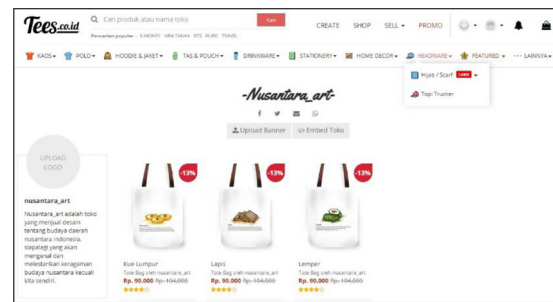 Tees.co.id
Cari produk atau nama toko
Cari
CREATE SHOP SELL PROMO
KAOS POLO HOODIE & JAKET TAS & POUCH DRINKWARE STATIONERY HOME DECOR HEADWARE FEATURED LAINNYA
Hijab / Scarf
Topi Trucker
-Nusantara_art-
Upload Banner </> Embed Toko
UPLOAD
LOGO
nusantara_art
Nusantara_art adalah toko
yang menjual desain
tentang budaya daerah
nusantara indonesia,
siapalagi yang akan
mengenal dan
melestarikan keragaman
budaya nusantara kecuali
kita sendiri.
-13% -13% -13%
Kue Lumpur Lapis Lemper
Tote Bag oleh nusantara_art Tote Bag oleh nusantara_art Tote Bag oleh nusantara_art
Rp. 90,000 Rp. 104,000 Rp. 90,000 Rp. 104,000 Rp. 90,000 Rp. 104,000